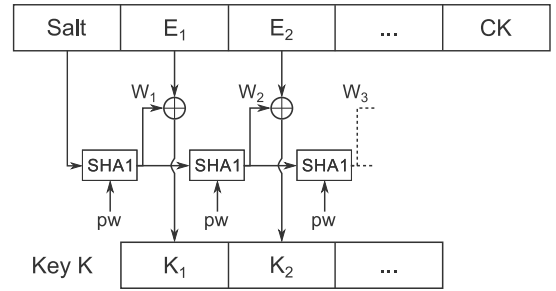 Salt E₁ E₂ ... CK
W₁ W₂ W₃
SHA1 SHA1 SHA1
pw pw pw
Key K K₁ K₂ ...